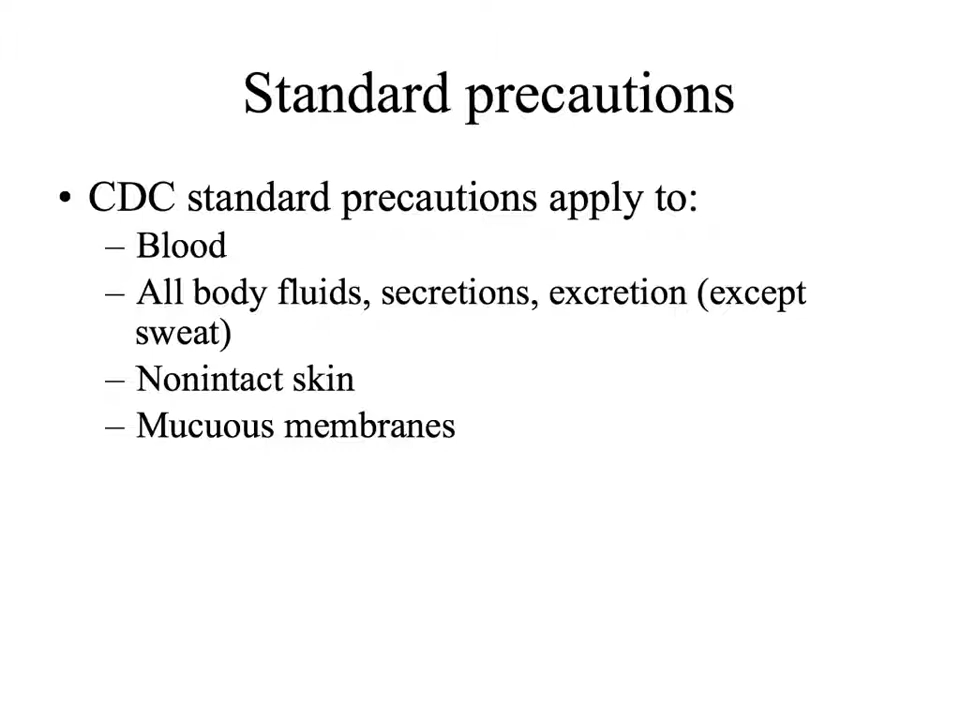 Standard precautions
• CDC standard precautions apply to:
– Blood
– All body fluids, secretions, excretion (except
sweat)
– Nonintact skin
– Mucuous membranes